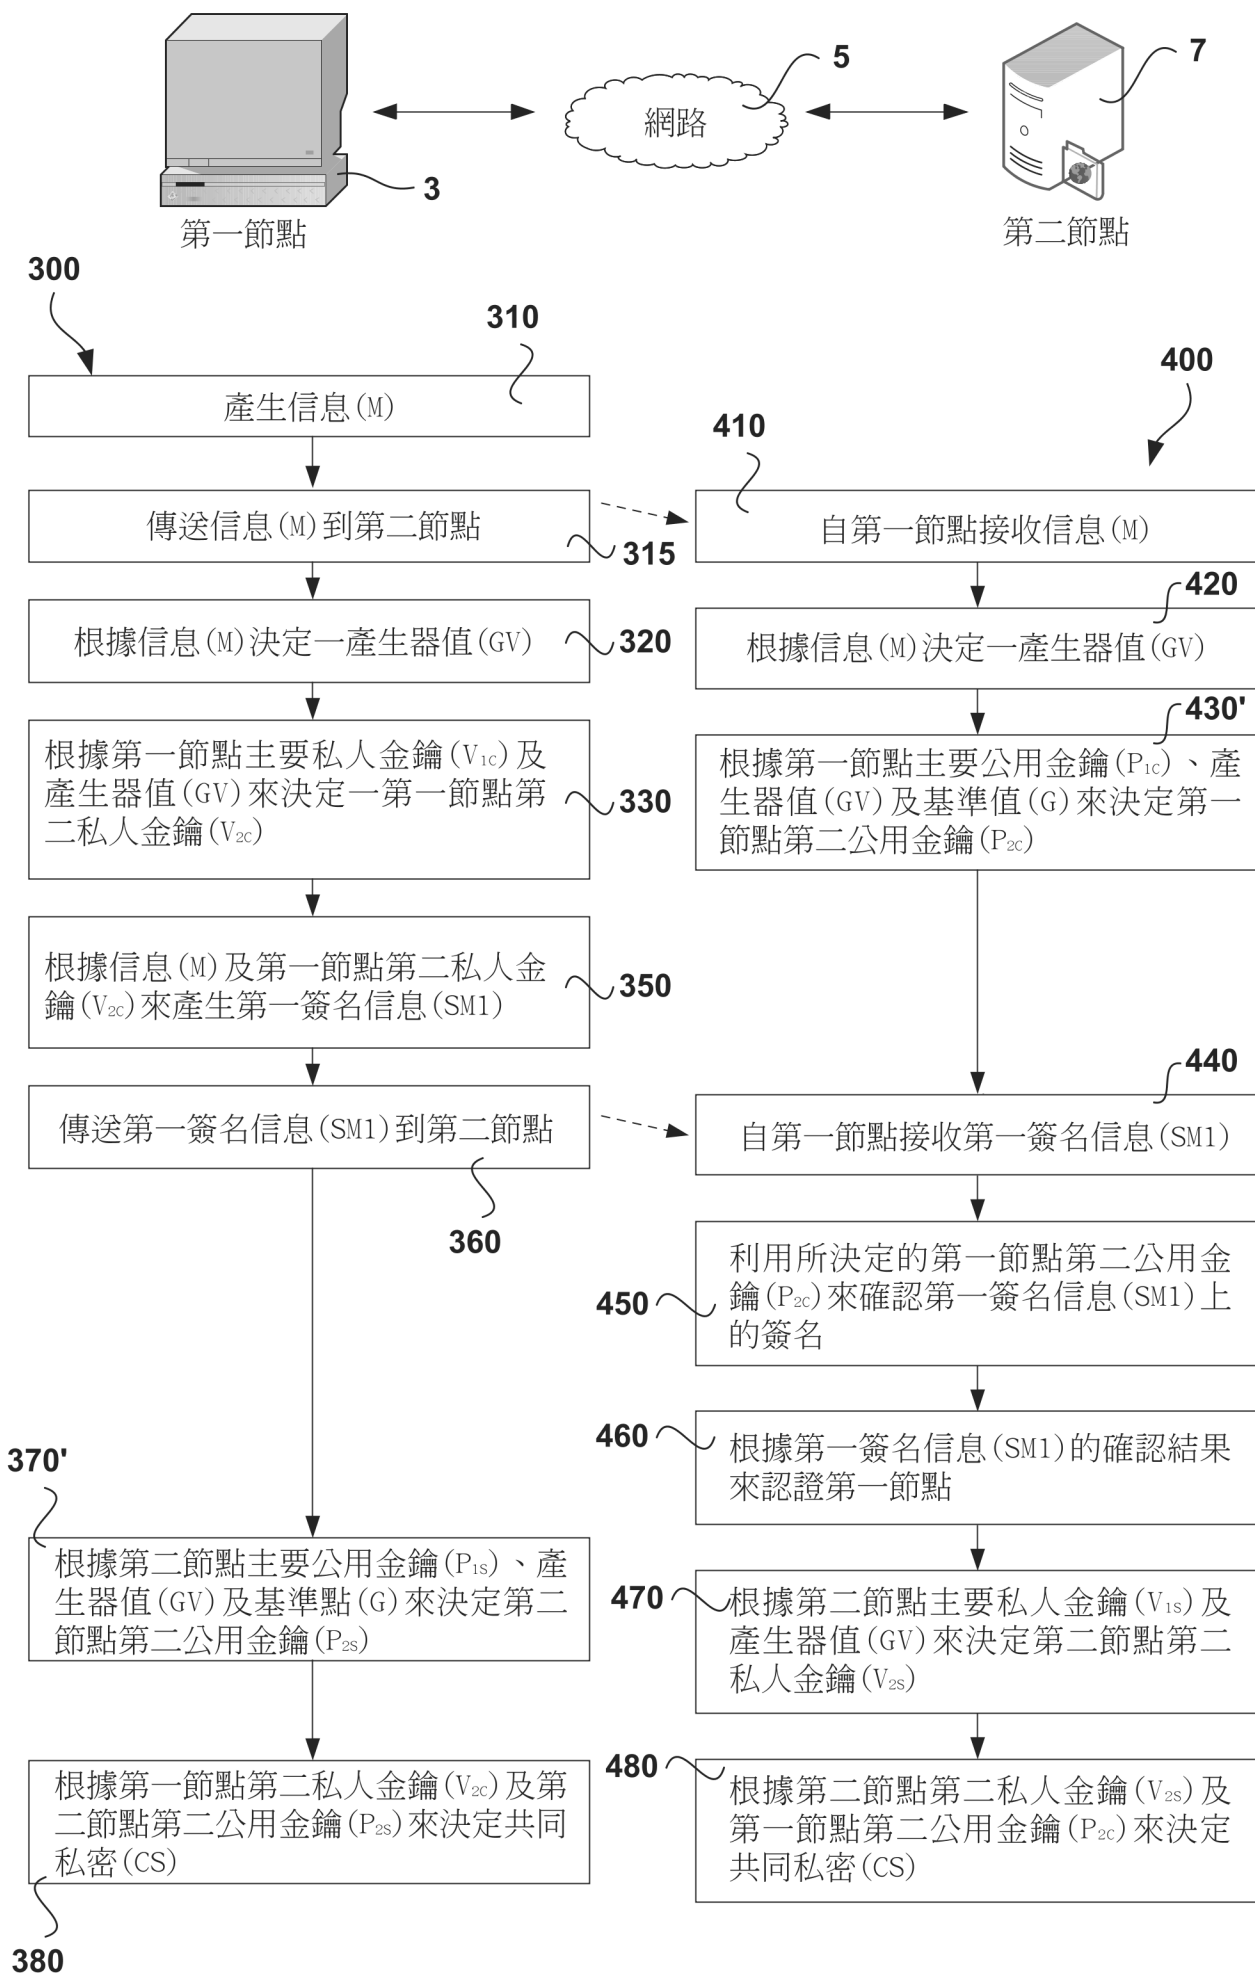 5
7
網路
3
第一節點
第二節點
300
310
產生信息(M)
傳送信息(M)到第二節點
315
根據信息(M)決定一產生器值(GV)
320
根據第一節點主要私人金鑰(V1C)及
產生器值(GV)來決定一第一節點第
二私人金鑰(V2C)
330
根據信息(M)及第一節點第二私人金
鑰(V2C)來產生第一簽名信息(SM1)
350
傳送第一簽名信息(SM1)到第二節點
360
370'
根據第二節點主要公用金鑰(P1S)、產
生器值(GV)及基準點(G)來決定第二
節點第二公用金鑰(P2S)
根據第一節點第二私人金鑰(V2C)及第
二節點第二公用金鑰(P2S)來決定共同
私密(CS)
380
400
410
自第一節點接收信息(M)
420
根據信息(M)決定一產生器值(GV)
430'
根據第一節點主要公用金鑰(P1C)、產
生器值(GV)及基準值(G)來決定第一
節點第二公用金鑰(P2C)
440
自第一節點接收第一簽名信息(SM1)
450
利用所決定的第一節點第二公用金
鑰(P2C)來確認第一簽名信息(SM1)上
的簽名
460
根據第一簽名信息(SM1)的確認結果
來認證第一節點
470
根據第二節點主要私人金鑰(V1S)及
產生器值(GV)來決定第二節點第二
私人金鑰(V2S)
480
根據第二節點第二私人金鑰(V2S)及
第一節點第二公用金鑰(P2C)來決定
共同私密(CS)